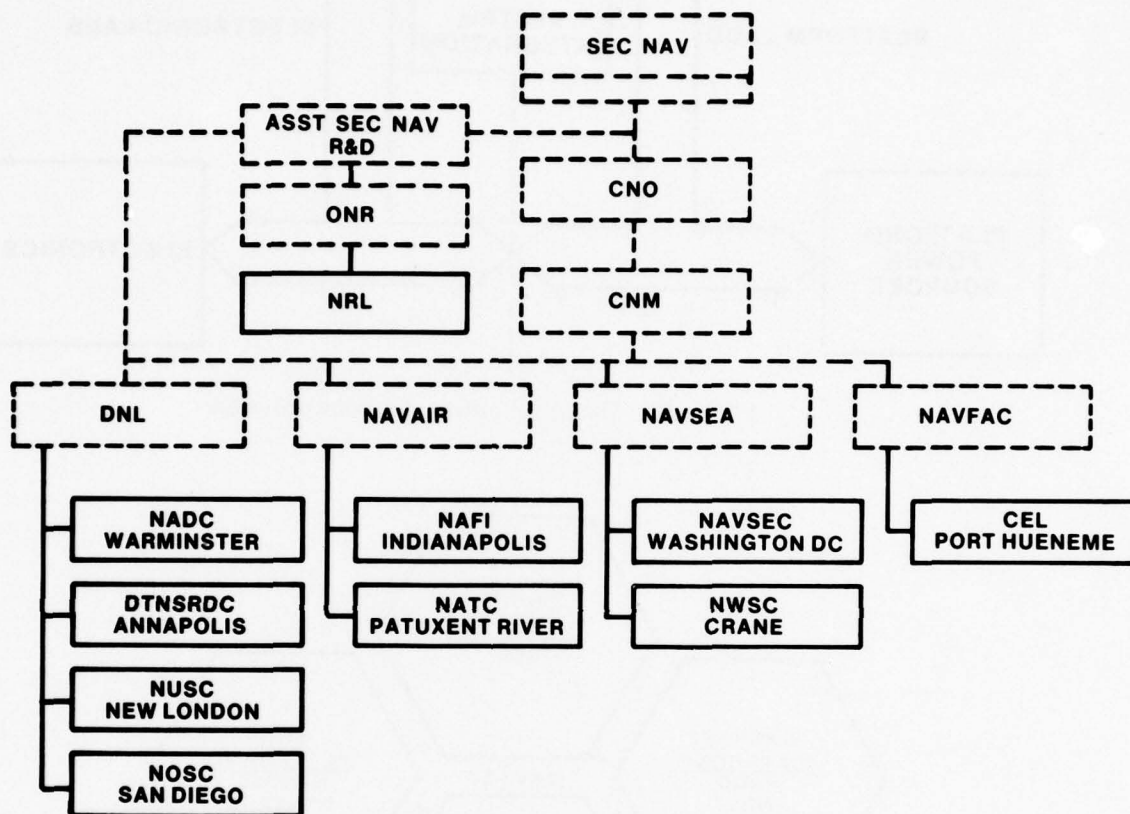 SEC NAV
ASST SEC NAV
R&D
ONR
CNO
NRL
CNM
DNL
NAVAIR
NAVSEA
NAVFAC
NADC
WARMINSTER
DTNSRDC
ANNAPOLIS
NUSC
NEW LONDON
NOSC
SAN DIEGO
NAFI
INDIANAPOLIS
NATC
PATUXENT RIVER
NAVSEC
WASHINGTON DC
NWSC
CRANE
CEL
PORT HUENEME